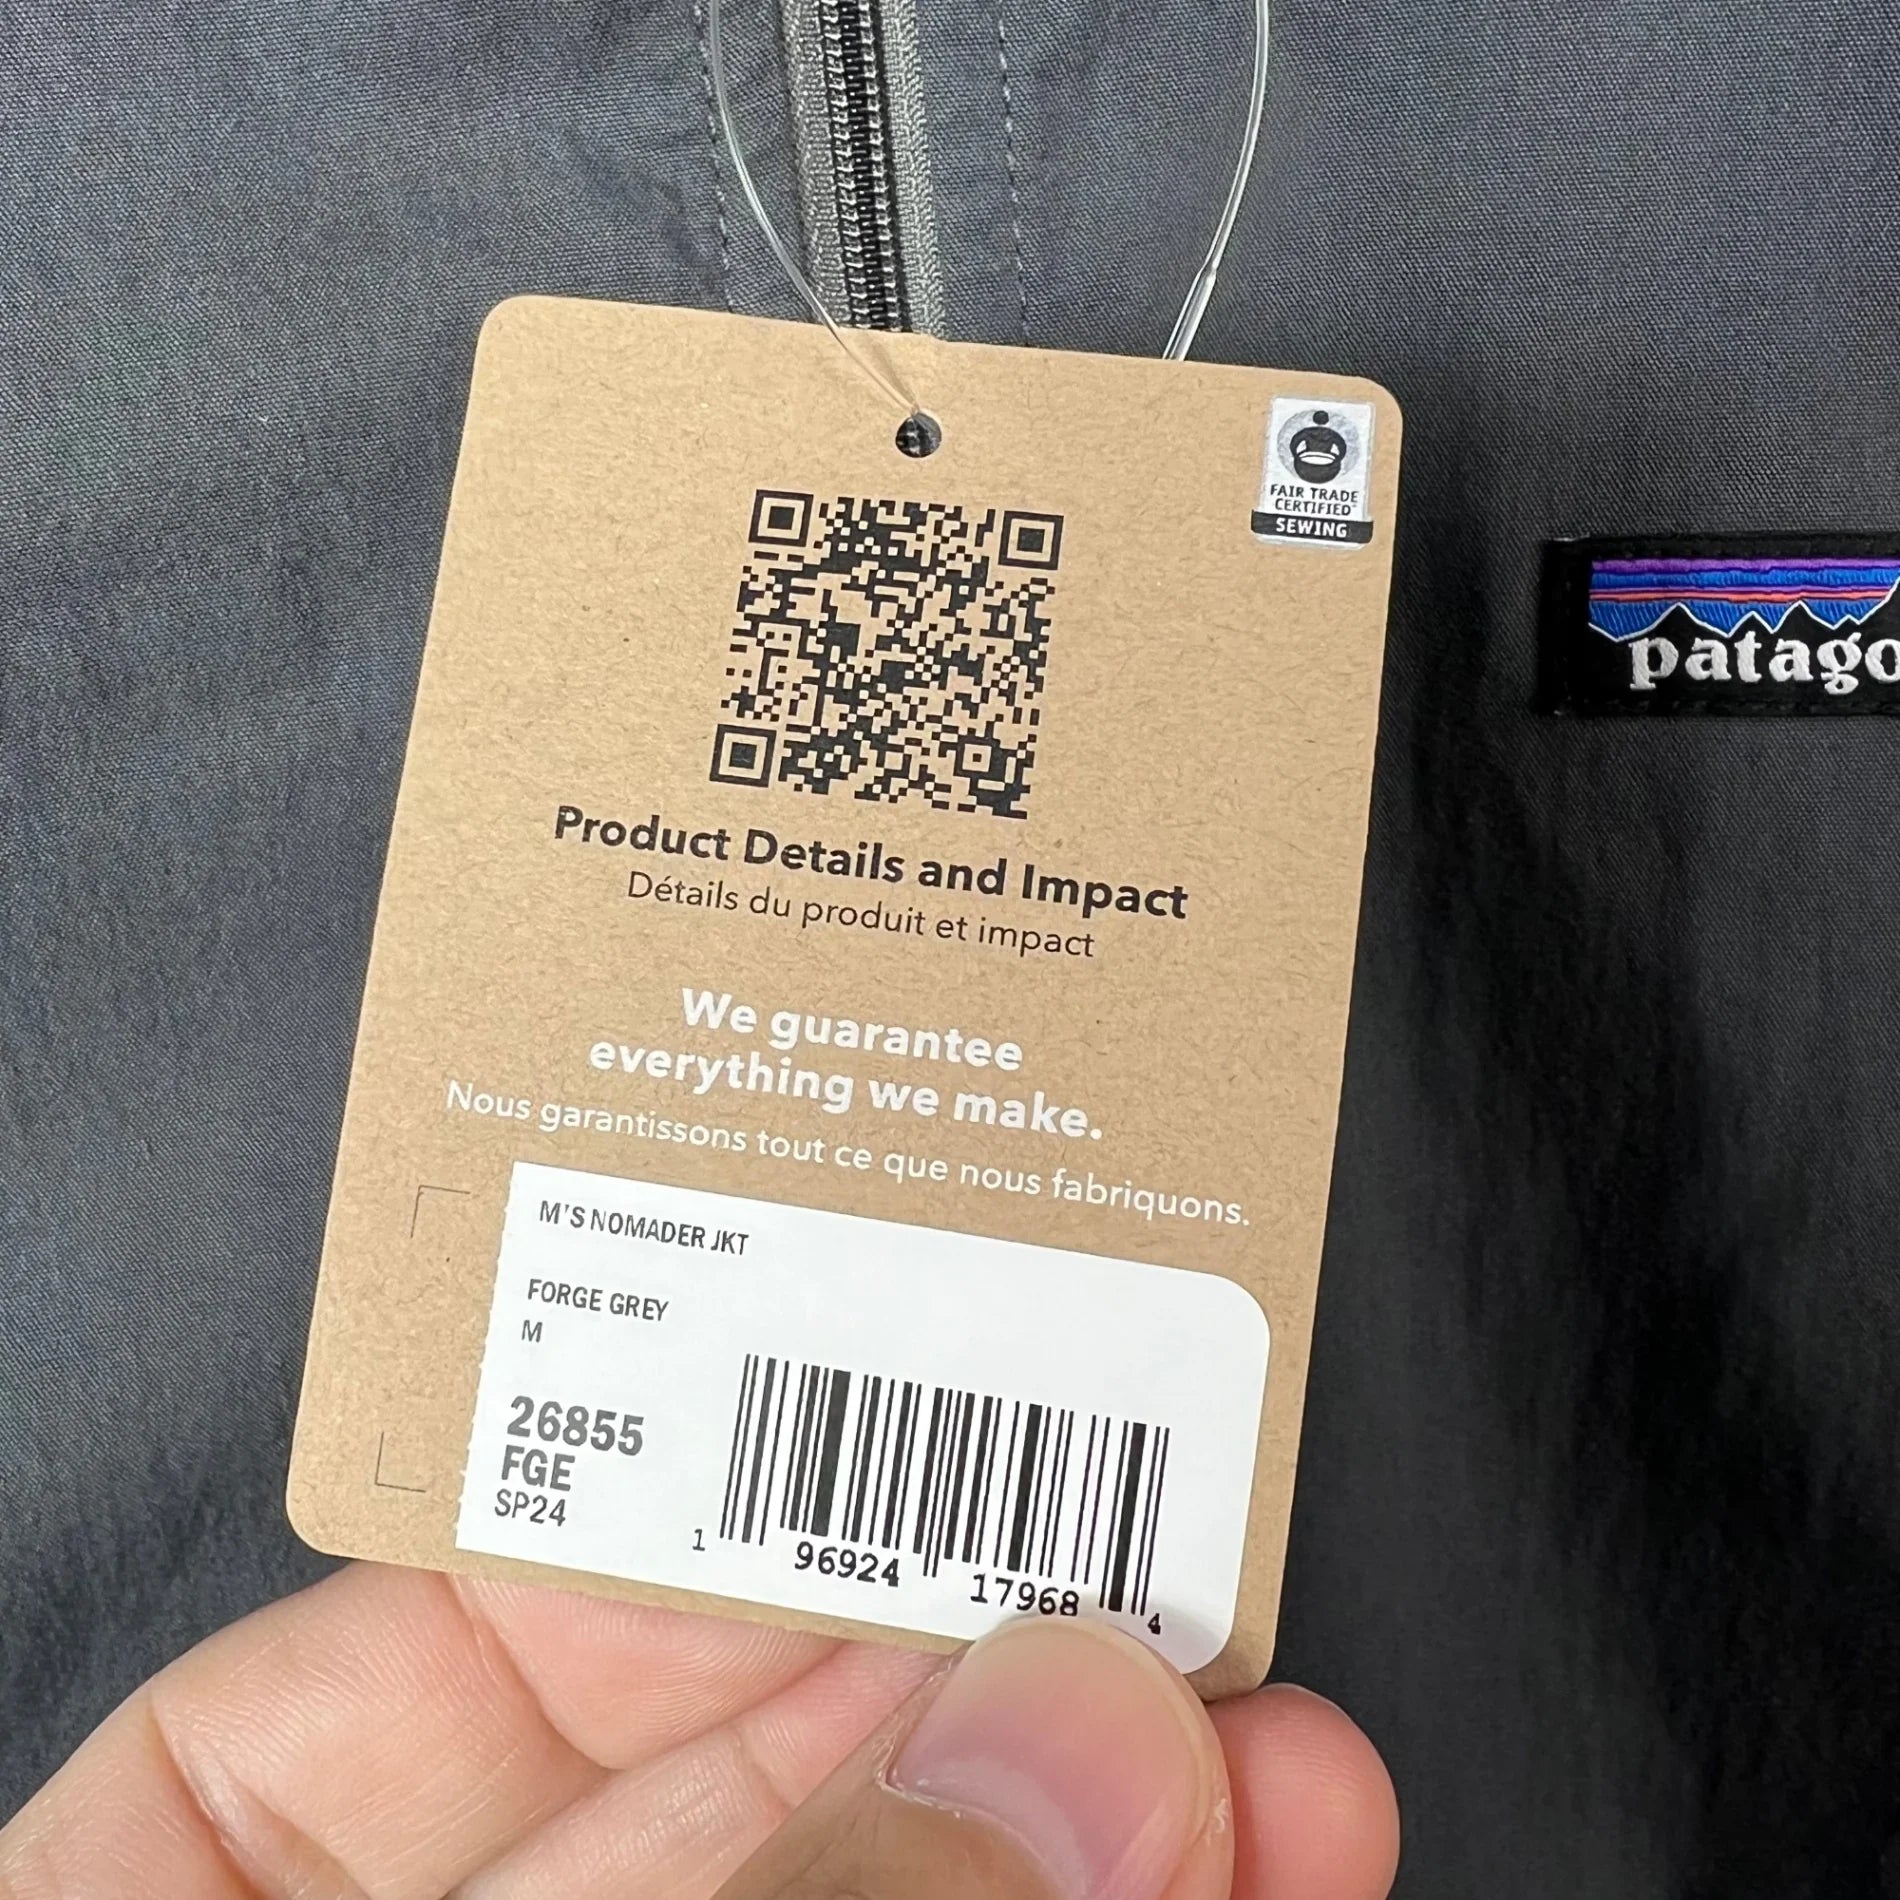 FAIR TRADE
CERTIFIED
SEWING
patago
Product Details and Impact
Détails du produit et impact
We guarantee
everything we make.
Nous garantissons tout ce que nous fabriquons.
M'S NOMADER JKT
FORGE GREY
M
26855
FGE
SP24
1 96924 17968 4